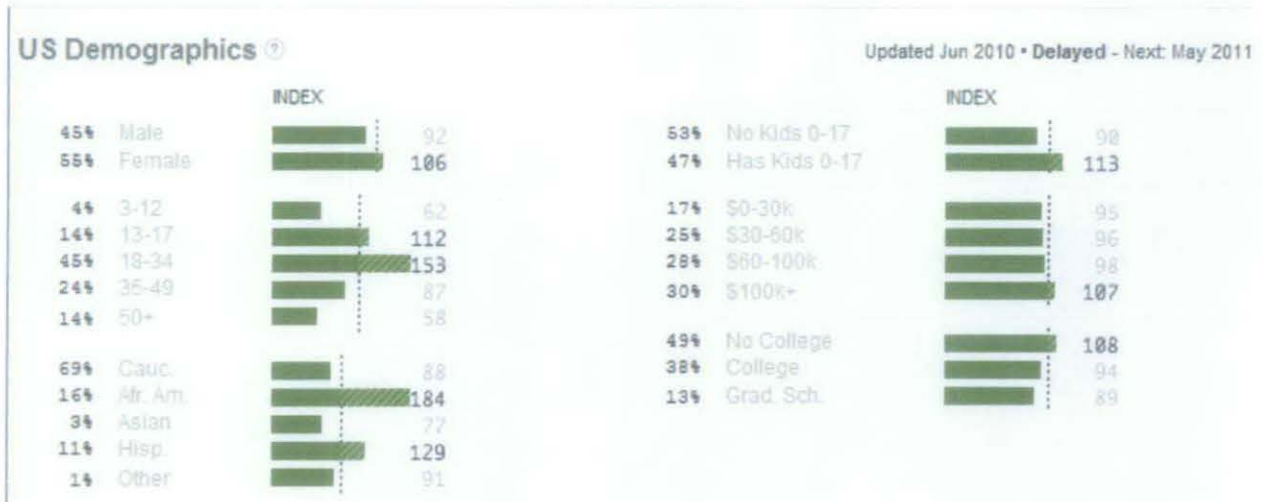 US Demographics ?
Updated Jun 2010 • Delayed - Next: May 2011
INDEX
45% Male 92
55% Female 106
4% 3-12 62
14% 13-17 112
45% 18-34 153
24% 35-49 87
14% 50+ 58
69% Cauc. 88
16% Afr. Am. 184
3% Asian 77
11% Hisp. 129
1% Other 91
INDEX
53% No Kids 0-17 90
47% Has Kids 0-17 113
17% $0-30k 95
25% $30-60k 96
28% $60-100k 98
30% $100k+ 107
49% No College 108
38% College 94
13% Grad. Sch. 89